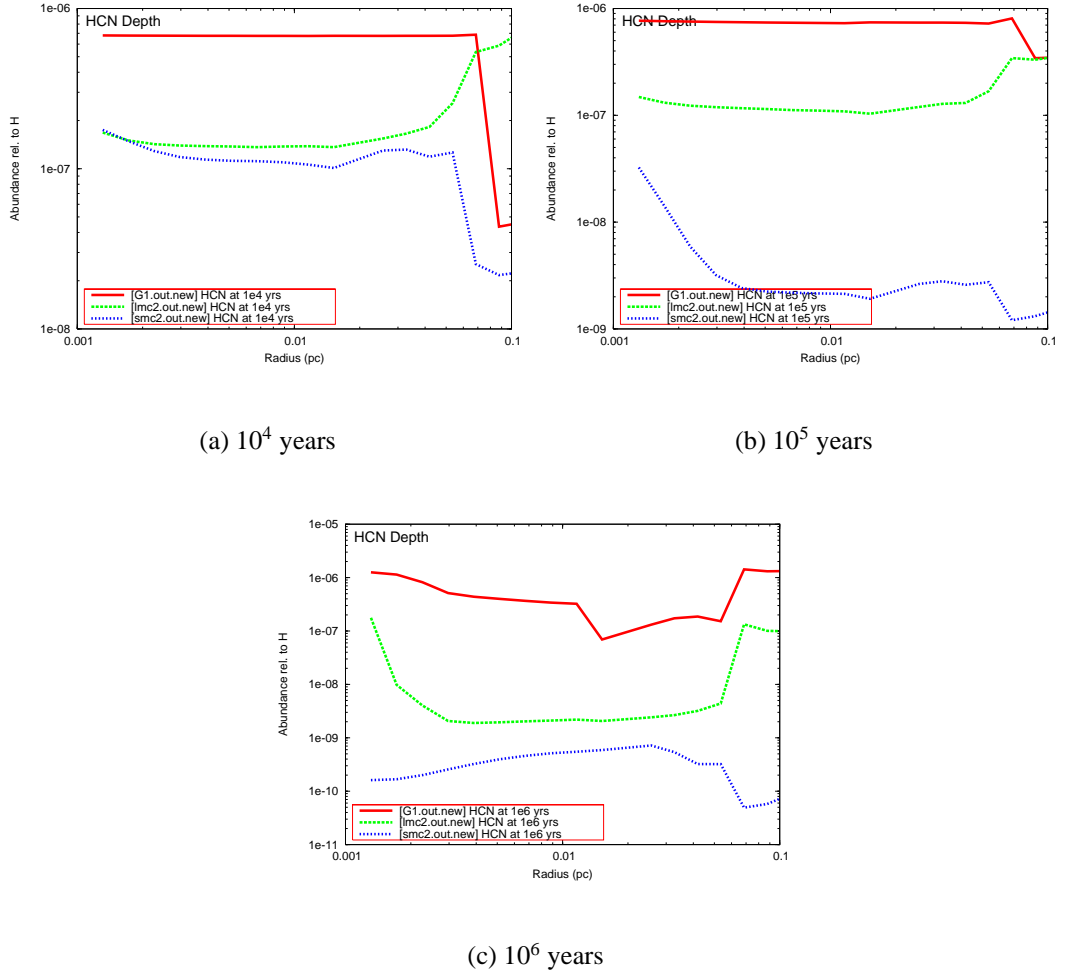 HCN Depth
1e-06
1e-07
1e-08
Abundance rel. to H
0.001
0.01
0.1
Radius (pc)
[G1.out.new] HCN at 1e4 yrs
[lmc2.out.new] HCN at 1e4 yrs
[smc2.out.new] HCN at 1e4 yrs
(a) 10⁴ years
HCN Depth
1e-06
1e-07
1e-08
1e-09
Abundance rel. to H
0.001
0.01
0.1
Radius (pc)
[G1.out.new] HCN at 1e5 yrs
[lmc2.out.new] HCN at 1e5 yrs
[smc2.out.new] HCN at 1e5 yrs
(b) 10⁵ years
HCN Depth
1e-05
1e-06
1e-07
1e-08
1e-09
1e-10
1e-11
Abundance rel. to H
0.001
0.01
0.1
Radius (pc)
[G1.out.new] HCN at 1e6 yrs
[lmc2.out.new] HCN at 1e6 yrs
[smc2.out.new] HCN at 1e6 yrs
(c) 10⁶ years